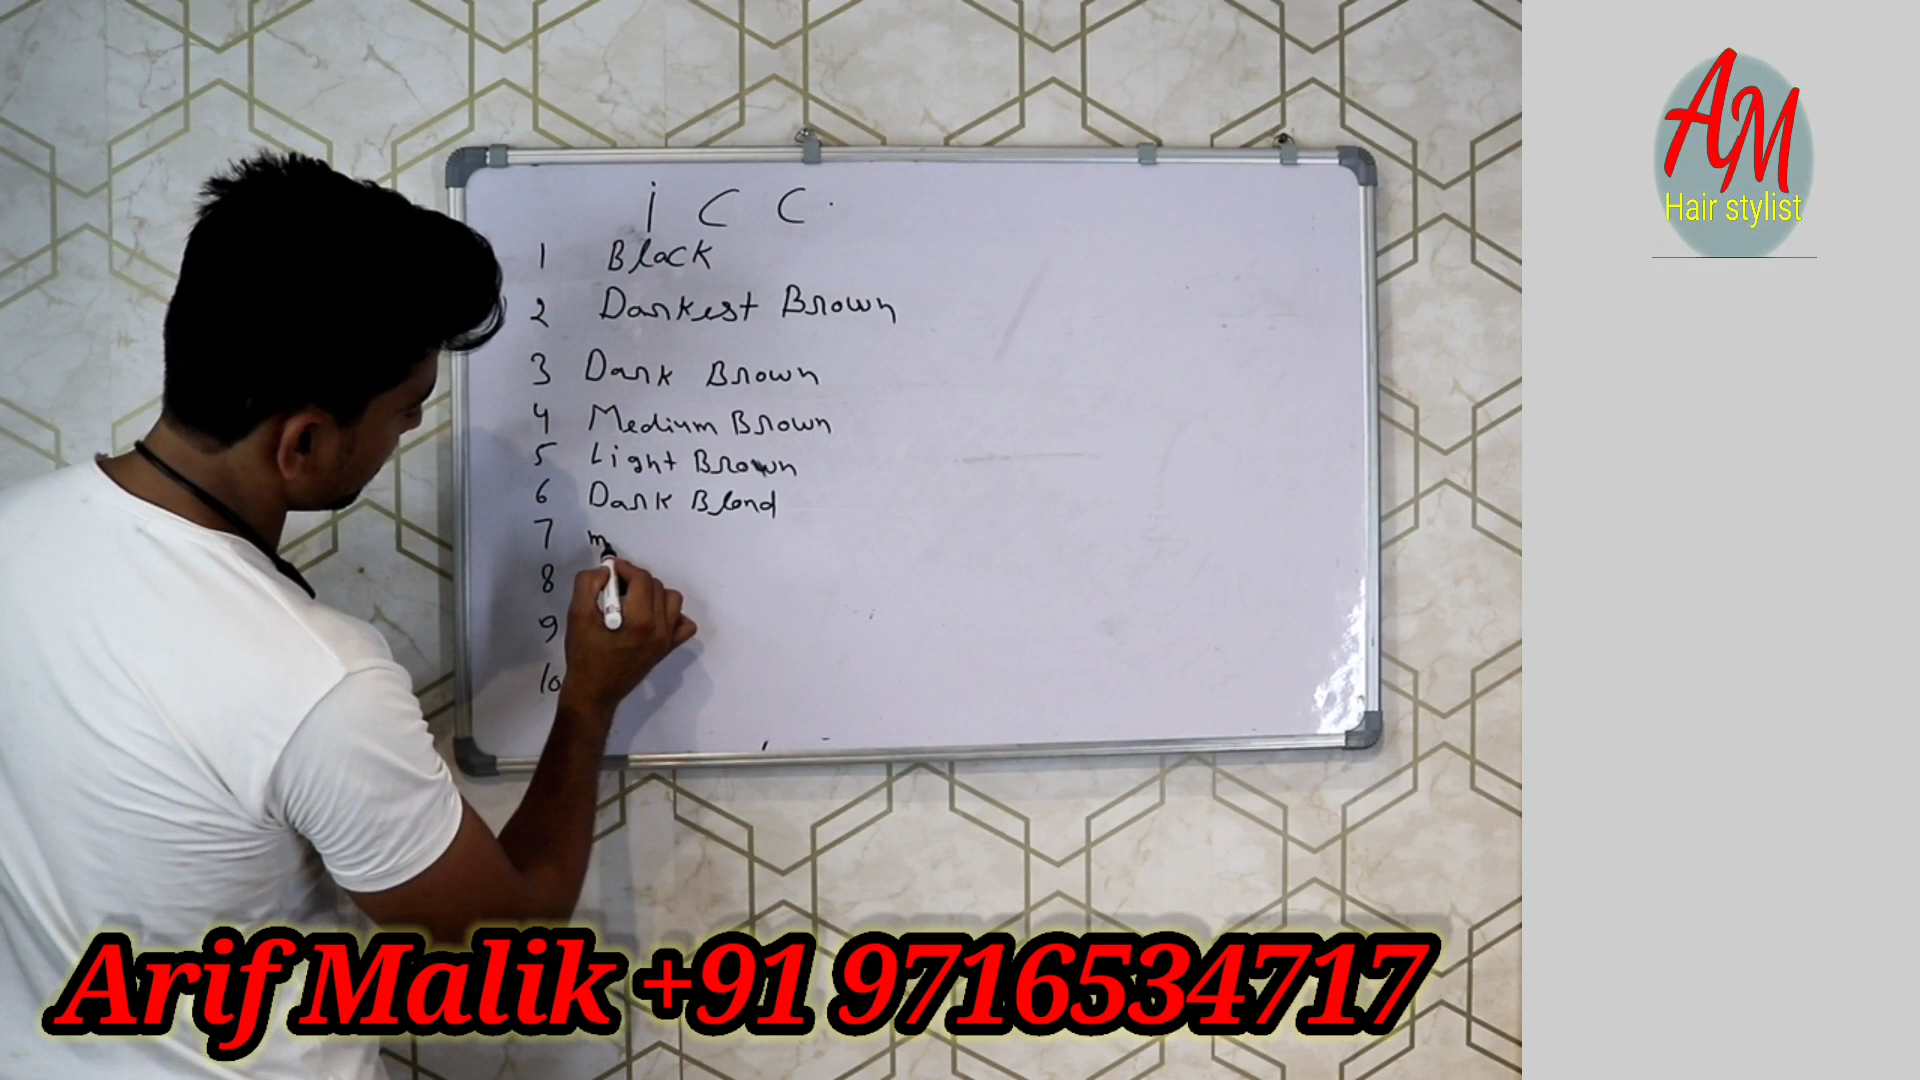 i C C .
1 Black
2 Darkest Brown
3 Dark Brown
4 Medium Brown
5 Light Brown
6 Dark Blond
7 m
8
9
10
AM
Hair stylist
Arif Malik +91 9716534717